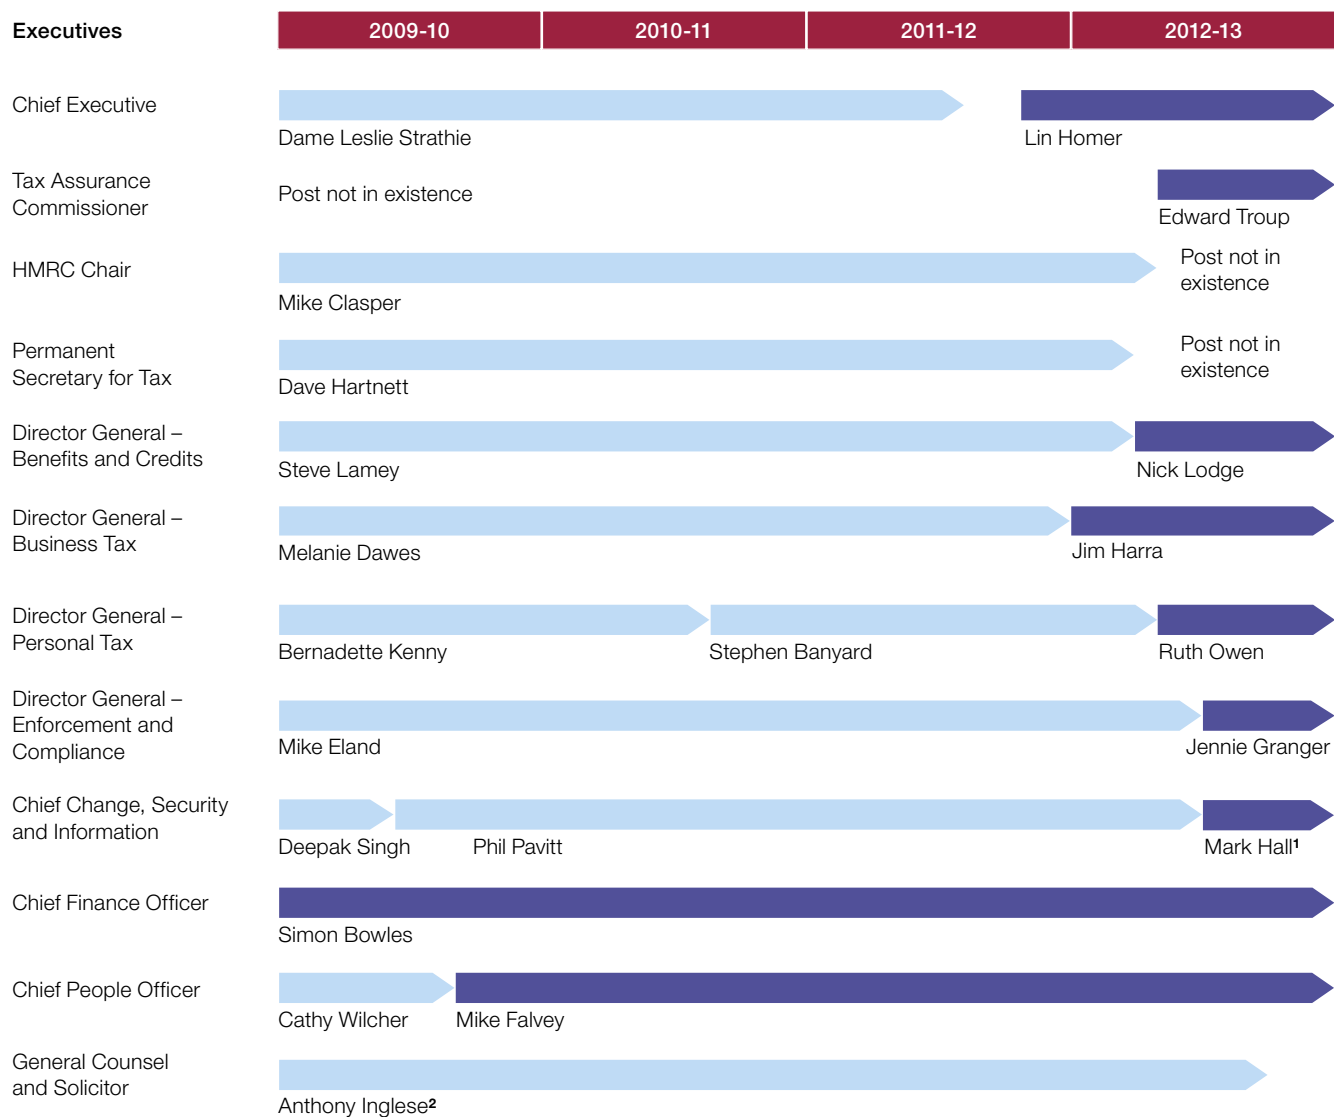 Executives 2009-10 2010-11 2011-12 2012-13
Chief Executive
Dame Leslie Strathie Lin Homer
Tax Assurance
Commissioner
Post not in existence
Edward Troup
HMRC Chair
Post not in
existence
Mike Clasper
Permanent
Secretary for Tax
Post not in
existence
Dave Hartnett
Director General –
Benefits and Credits
Steve Lamey Nick Lodge
Director General –
Business Tax
Melanie Dawes Jim Harra
Director General –
Personal Tax
Bernadette Kenny Stephen Banyard Ruth Owen
Director General –
Enforcement and
Compliance
Mike Eland Jennie Granger
Chief Change, Security
and Information
Deepak Singh Phil Pavitt Mark Hall¹
Chief Finance Officer
Simon Bowles
Chief People Officer
Cathy Wilcher Mike Falvey
General Counsel
and Solicitor
Anthony Inglese²